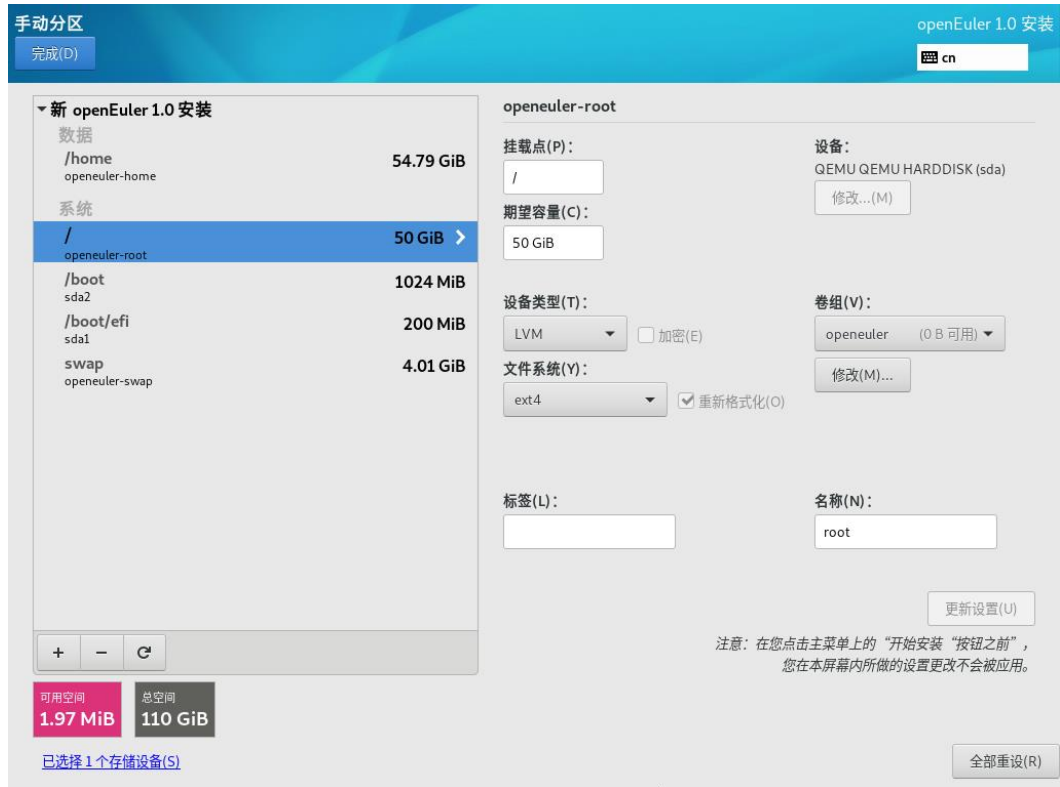 手动分区
openEuler 1.0 安装
完成(D)
cn
新 openEuler 1.0 安装
数据
/home
54.79 GiB
openeuler-home
系统
/
50 GiB
openeuler-root
/boot
1024 MiB
sda2
/boot/efi
200 MiB
sda1
swap
4.01 GiB
openeuler-swap
+ −
可用空间
1.97 MiB
总空间
110 GiB
已选择 1 个存储设备(S)
openeuler-root
挂载点(P)：
/
期望容量(C)：
50 GiB
设备：
QEMU QEMU HARDDISK (sda)
修改...(M)
设备类型(T)：
LVM
加密(E)
卷组(V)：
openeuler (0 B 可用)
修改(M)...
文件系统(Y)：
ext4
重新格式化(O)
标签(L)：
名称(N)：
root
更新设置(U)
注意：在您点击主菜单上的“开始安装“按钮之前”，
您在本屏幕内所做的设置更改不会被应用。
全部重设(R)